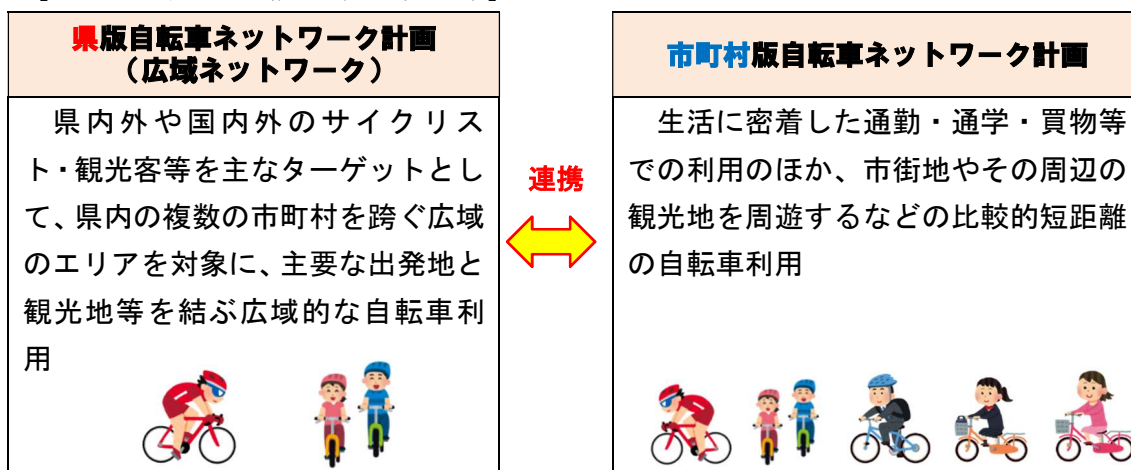 県版自転車ネットワーク計画
（広域ネットワーク）
県内外や国内外のサイクリス
ト・観光客等を主なターゲットとし
て、県内の複数の市町村を跨ぐ広域
のエリアを対象に、主要な出発地と
観光地等を結ぶ広域的な自転車利
用
連携
市町村版自転車ネットワーク計画
生活に密着した通勤・通学・買物等
での利用のほか、市街地やその周辺の
観光地を周遊するなどの比較的短距離
の自転車利用